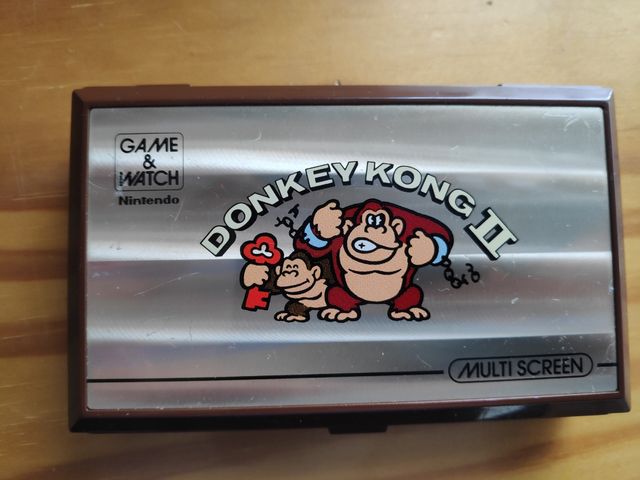 GAME
&
WATCH
Nintendo
DONKEY KONG II
MULTI SCREEN